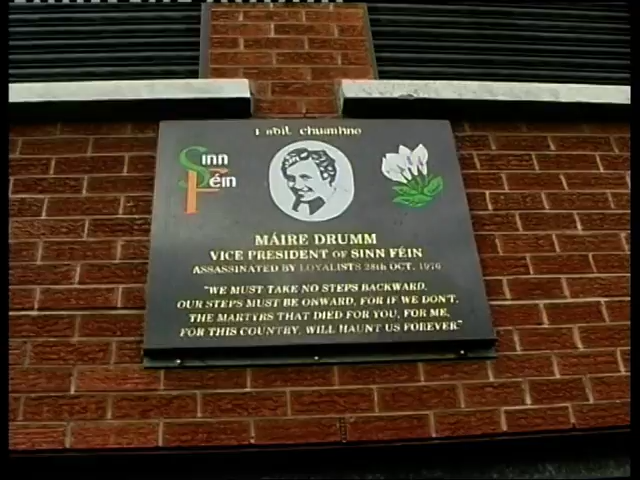 I ndíl chuimhne
Sinn
Féin
MÁIRE DRUMM
VICE PRESIDENT OF SINN FÉIN
ASSASSINATED BY LOYALISTS 28th OCT. 1976
"WE MUST TAKE NO STEPS BACKWARD,
OUR STEPS MUST BE ONWARD, FOR IF WE DON'T,
THE MARTYRS THAT DIED FOR YOU, FOR ME,
FOR THIS COUNTRY, WILL HAUNT US FOREVER."